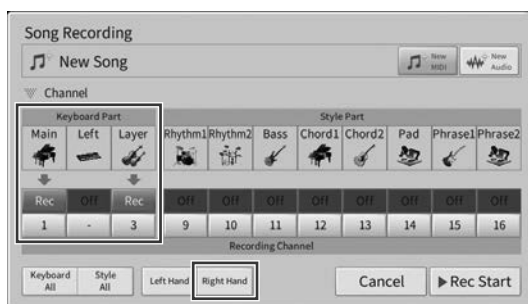 Song Recording
New Song
New MIDI
New Audio
Channel
Keyboard Part
Style Part
Main Left Layer Rhythm1 Rhythm2 Bass Chord1 Chord2 Pad Phrase1 Phrase2
Rec Off Rec Off Off Off Off Off Off Off Off
1 - 3 9 10 11 12 13 14 15 16
Recording Channel
Keyboard All
Style All
Left Hand
Right Hand
Cancel
Rec Start